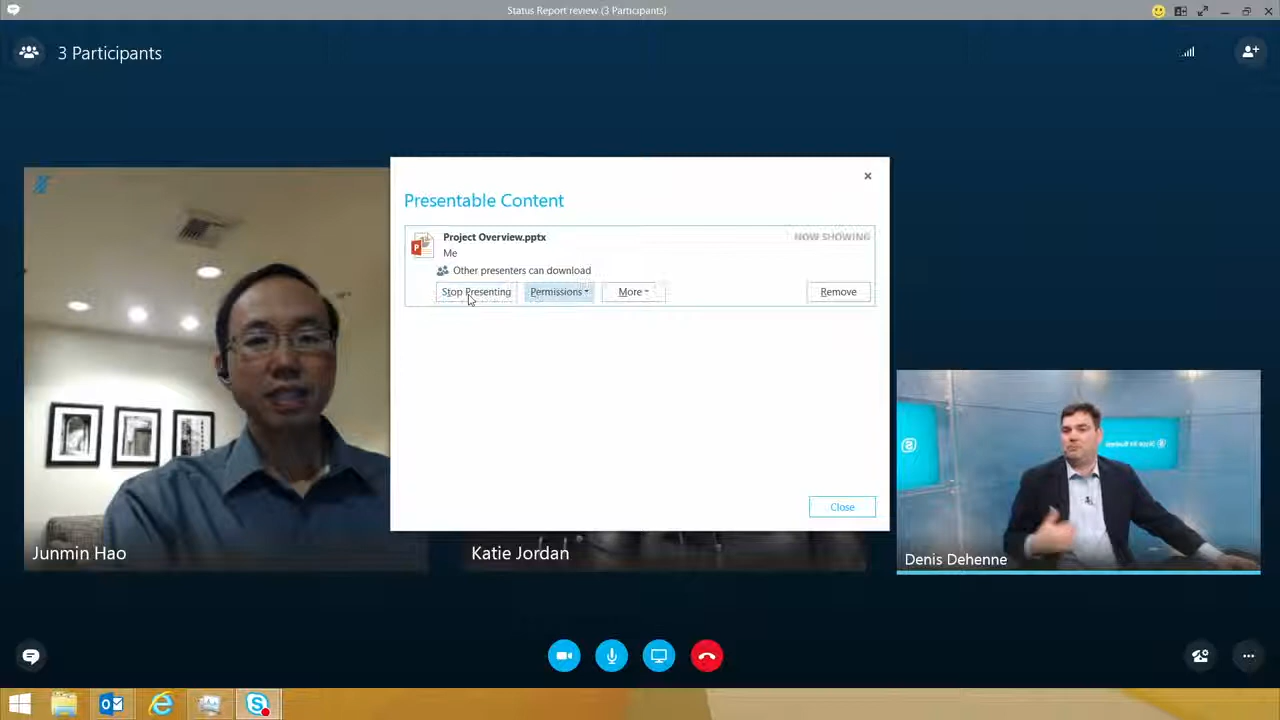 Status Report review (3 Participants)
3 Participants
Presentable Content
Project Overview.pptx
NOW SHOWING
Me
Other presenters can download
Stop Presenting
Permissions
More
Remove
Close
Junmin Hao
Katie Jordan
Denis Dehenne